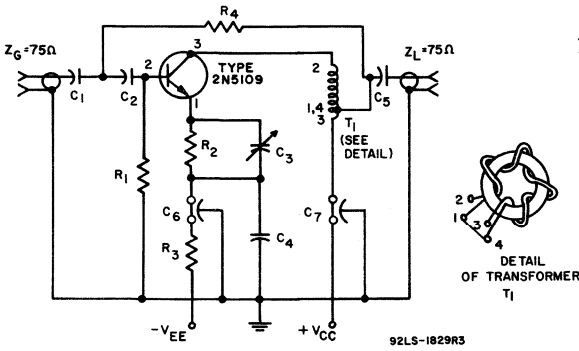 R4
ZG=75Ω
3
TYPE
2N5109
ZL=75Ω
2
2
C1
C2
C5
1
1,4
3
T1
(SEE
DETAIL)
R2
C3
R1
C6
C7
R3
C4
2
1
3
4
DETAIL
OF TRANSFORMER
T1
-VEE
+VCC
92LS-1829R3